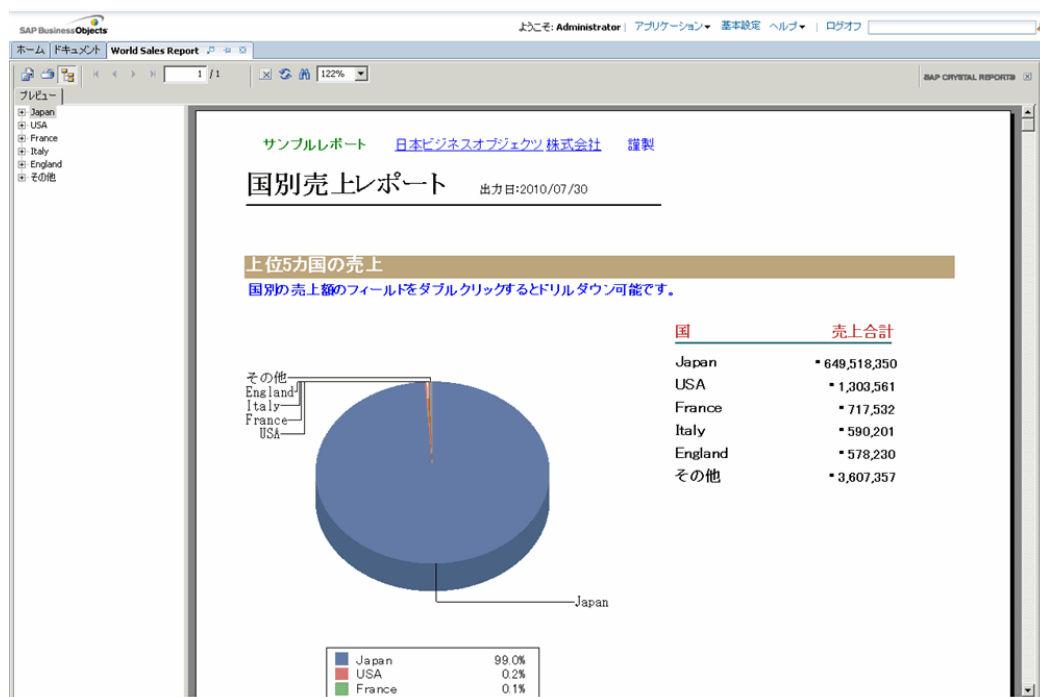 SAP BusinessObjects
ようこそ: Administrator | アプリケーション 基本設定 ヘルプ | ログオフ
ホーム ドキュメント World Sales Report
1 /1 122% SAP CRYSTAL REPORTS
プレビュー
Japan
USA
France
Italy
England
その他
サンプルレポート 日本ビジネスオブジェクツ 株式会社 謹製
国別売上レポート 出力日:2010/07/30
上位5カ国の売上
国別の売上額のフィールドをダブルクリックするとドリルダウン可能です。
国 売上合計
Japan 649,518,350
USA 1,303,561
France 717,532
Italy 590,201
England 578,230
その他 3,607,357
その他
England
Italy
France
USA
Japan
Japan 99.0%
USA 0.2%
France 0.1%